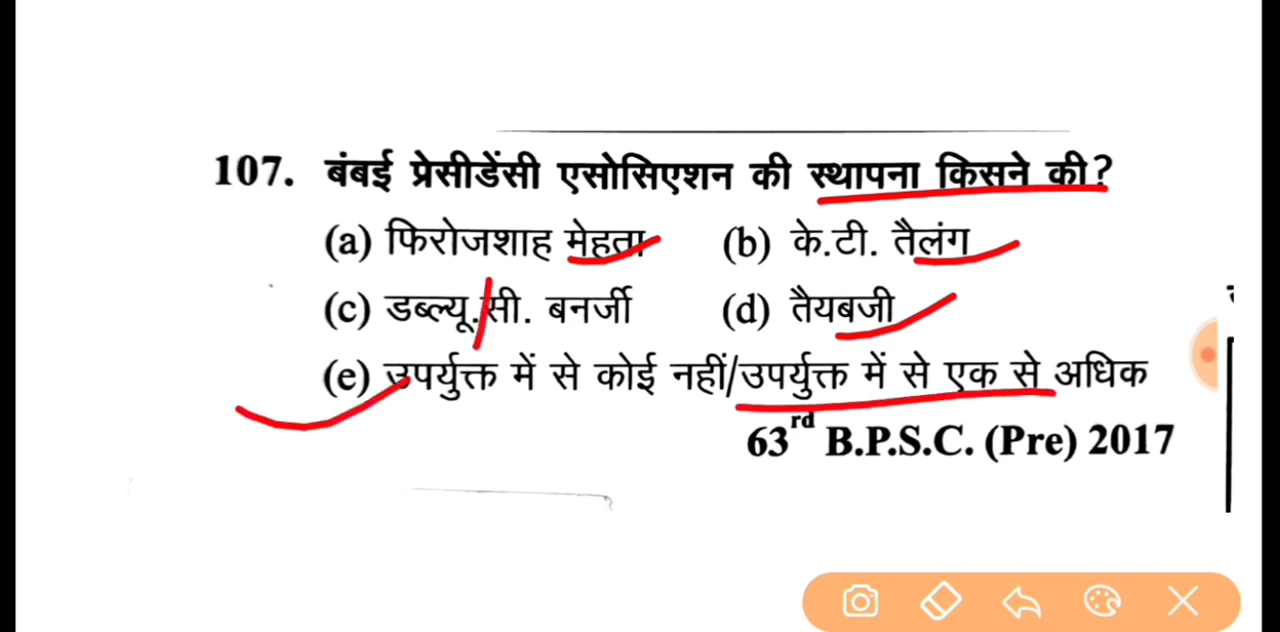 107. बंबई प्रेसीडेंसी एसोसिएशन की स्थापना किसने की?
(a) फिरोजशाह मेहता (b) के.टी. तैलंग
(c) डब्ल्यू.सी. बनर्जी (d) तैयबजी
(e) उपर्युक्त में से कोई नहीं/उपर्युक्त में से एक से अधिक
63rd B.P.S.C. (Pre) 2017